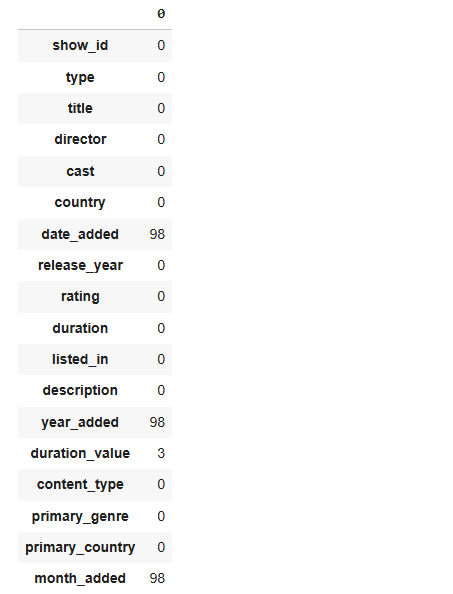 0
show_id 0
type 0
title 0
director 0
cast 0
country 0
date_added 98
release_year 0
rating 0
duration 0
listed_in 0
description 0
year_added 98
duration_value 3
content_type 0
primary_genre 0
primary_country 0
month_added 98